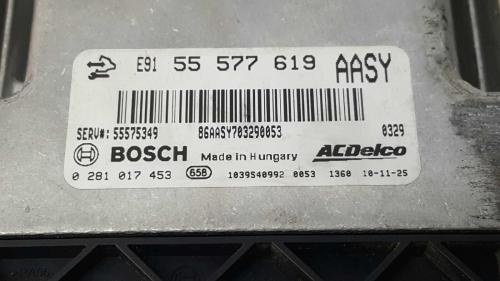 E91 55 577 619 AASY
SERV#: 55575349 86AASY703290053 0329
BOSCH Made in Hungary ACDelco
0 281 017 453 658 1039S40992 0053 1360 10-11-25